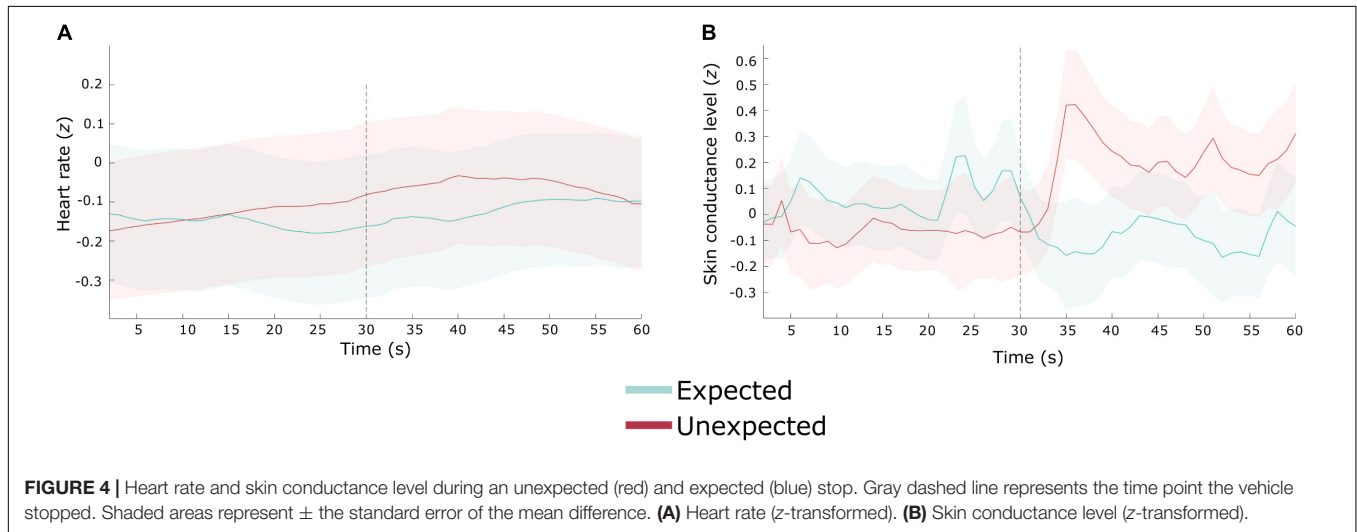 A
Heart rate (z)
0.2
0.1
0
-0.1
-0.2
-0.3
5 10 15 20 25 30 35 40 45 50 55 60
Time (s)
B
Skin conductance level (z)
0.6
0.5
0.4
0.3
0.2
0.1
0
-0.1
-0.2
-0.3
5 10 15 20 25 30 35 40 45 50 55 60
Time (s)
Expected
Unexpected
FIGURE 4 | Heart rate and skin conductance level during an unexpected (red) and expected (blue) stop. Gray dashed line represents the time point the vehicle
stopped. Shaded areas represent ± the standard error of the mean difference. (A) Heart rate (z-transformed). (B) Skin conductance level (z-transformed).